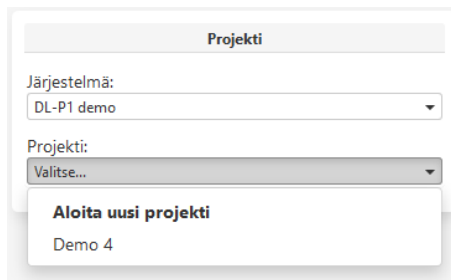 Projekti
Järjestelmä:
DL-P1 demo
Projekti:
Valitse...
Aloita uusi projekti
Demo 4